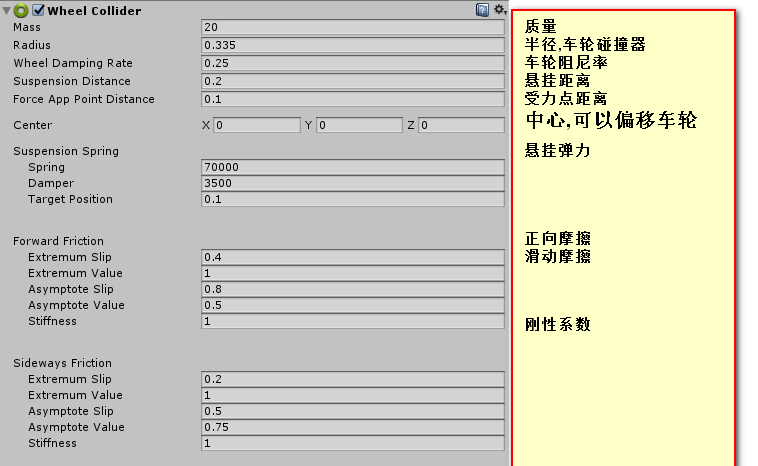 Wheel Collider
Mass 20 质量
Radius 0.335 半径,车轮碰撞器
Wheel Damping Rate 0.25 车轮阻尼率
Suspension Distance 0.2 悬挂距离
Force App Point Distance 0.1 受力点距离
Center X 0 Y 0 Z 0 中心,可以偏移车轮
Suspension Spring 悬挂弹力
Spring 70000
Damper 3500
Target Position 0.1
Forward Friction 正向摩擦
Extremum Slip 0.4 滑动摩擦
Extremum Value 1
Asymptote Slip 0.8
Asymptote Value 0.5
Stiffness 1 刚性系数
Sideways Friction
Extremum Slip 0.2
Extremum Value 1
Asymptote Slip 0.5
Asymptote Value 0.75
Stiffness 1